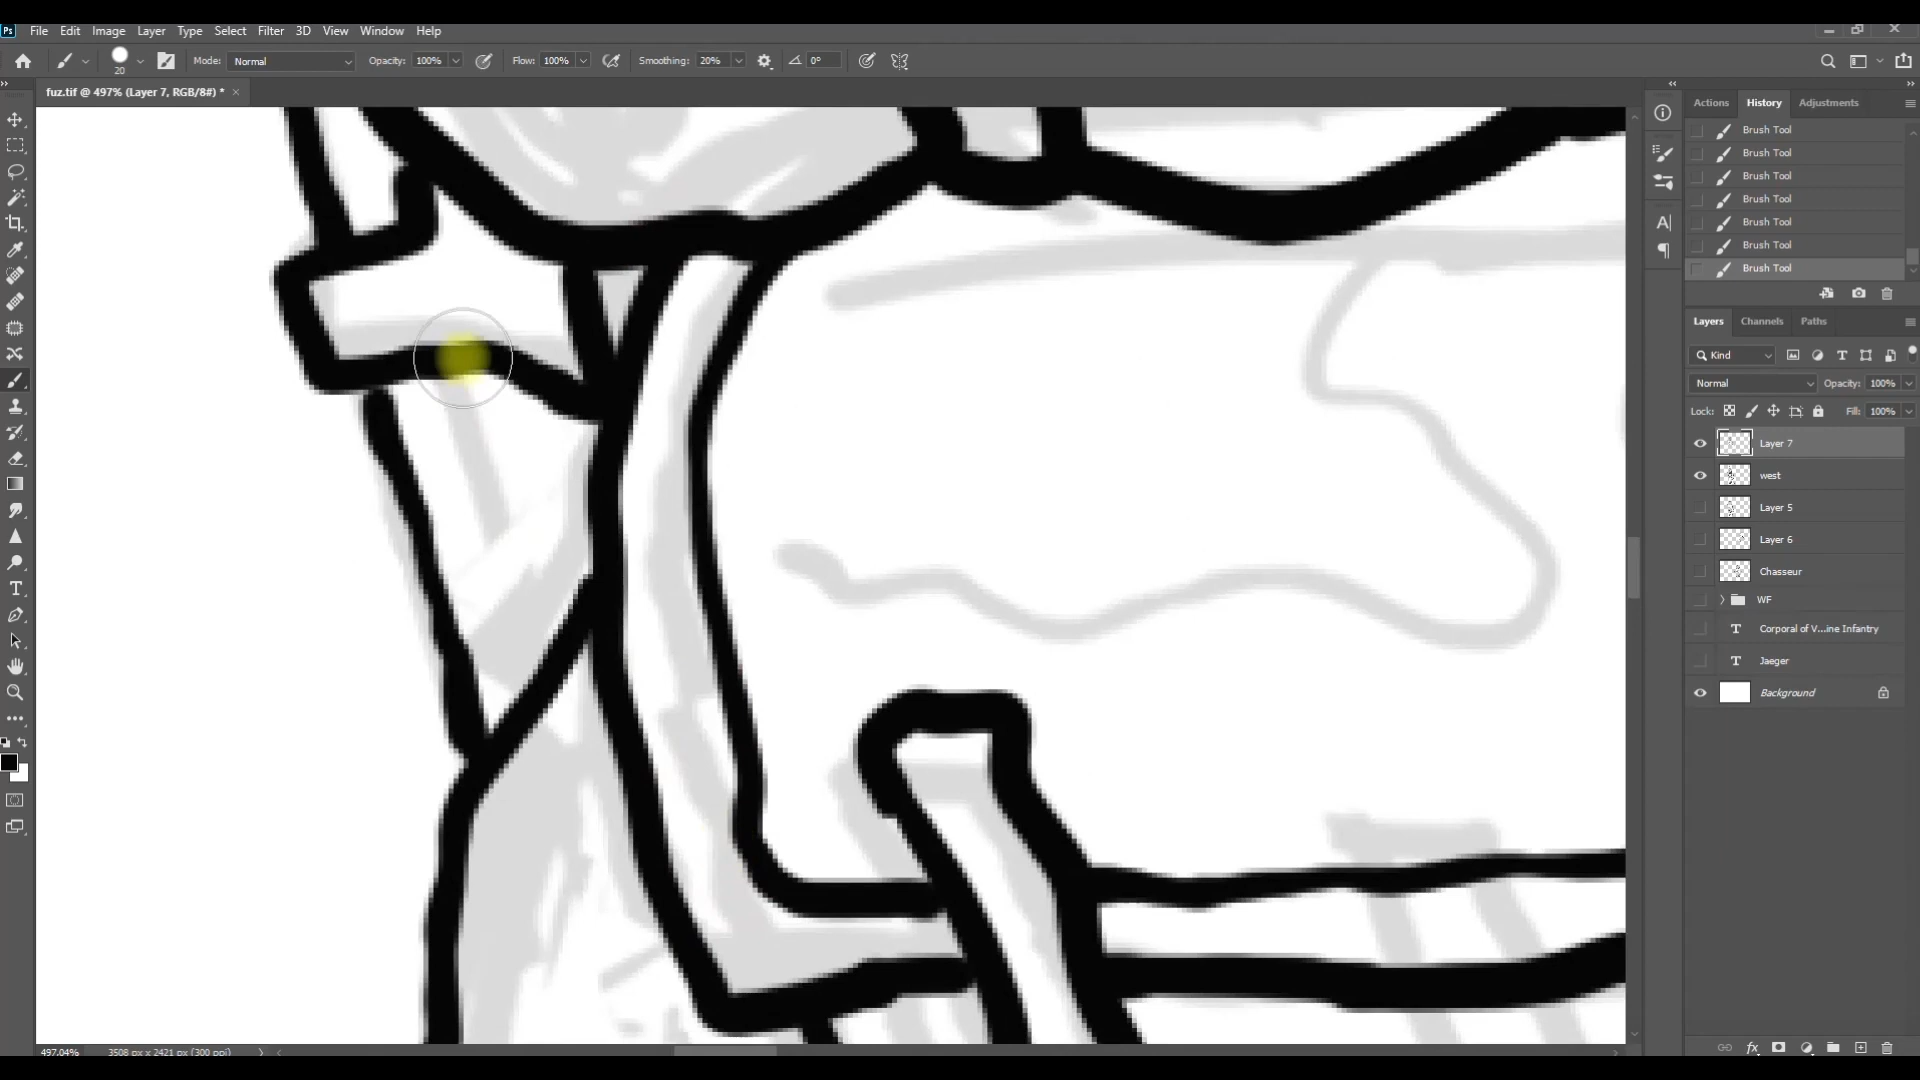 Ps File Edit Image Layer Type Select Filter 3D View Window Help
20 Mode: Normal Opacity: 100% Flow: 100% Smoothing: 20% 0°
fuz.tif @ 497% (Layer 7, RGB/8#) * ×
Actions History Adjustments
Brush Tool
Brush Tool
Brush Tool
Brush Tool
Brush Tool
Brush Tool
Brush Tool
Layers Channels Paths
Kind
Normal Opacity: 100%
Lock: Fill: 100%
Layer 7
west
Layer 5
Layer 6
Chasseur
WF
Corporal of V...ine Infantry
Jaeger
Background
497.04% 3508 px x 2421 px (300 ppi)